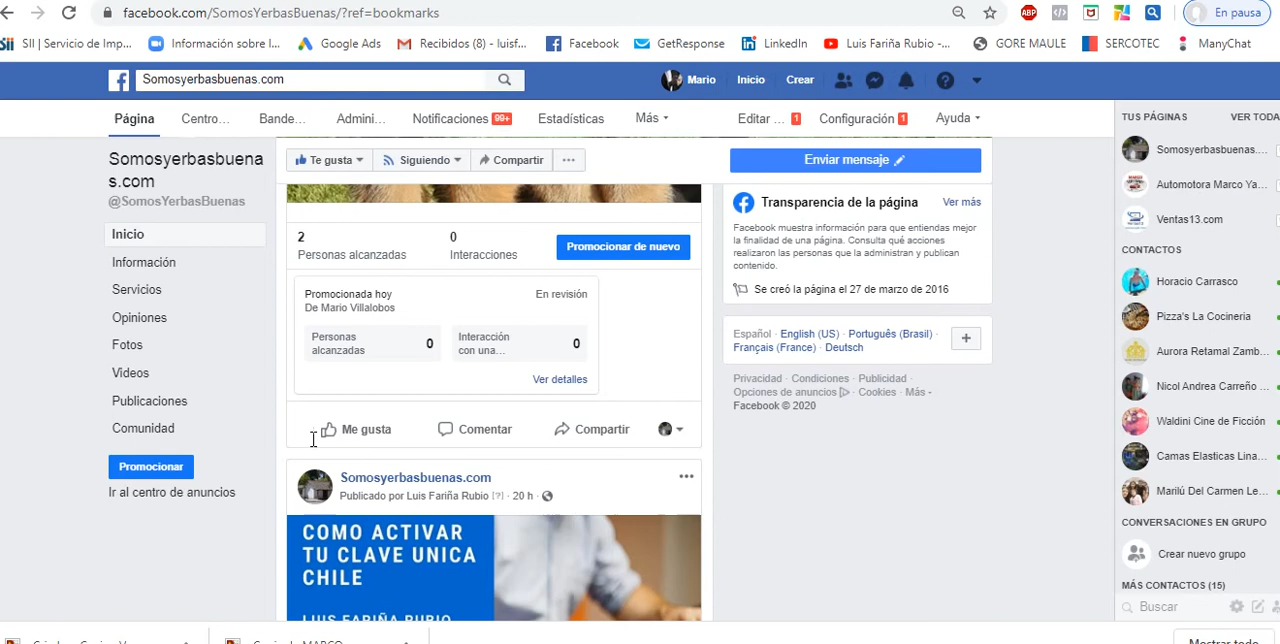 facebook.com/SomosYerbasBuenas/?ref=bookmarks
ABP
En pausa
SII | Servicio de Imp...
Información sobre l...
Google Ads
Recibidos (8) - luisf...
Facebook
GetResponse
LinkedIn
Luis Fariña Rubio -...
GORE MAULE
SERCOTEC
ManyChat
Somosyerbasbuenas.com
Mario
Inicio
Crear
Página
Centro...
Bande...
Admini...
Notificaciones 99+
Estadísticas
Más
Editar ... 1
Configuración 1
Ayuda
Somosyerbasbuena
s.com
@SomosYerbasBuenas
Inicio
Información
Servicios
Opiniones
Fotos
Videos
Publicaciones
Comunidad
Promocionar
Ir al centro de anuncios
Te gusta
Siguiendo
Compartir
Enviar mensaje
2
Personas alcanzadas
0
Interacciones
Promocionar de nuevo
Promocionada hoy
De Mario Villalobos
En revisión
Personas
alcanzadas
0
Interacción
con una...
0
Ver detalles
Me gusta
Comentar
Compartir
Somosyerbasbuenas.com
Publicado por Luis Fariña Rubio [?] · 20 h ·
COMO ACTIVAR
TU CLAVE UNICA
CHILE
LUIS FARIÑA RUBIO
Transparencia de la página
Ver más
Facebook muestra información para que entiendas mejor
la finalidad de una página. Consulta qué acciones
realizaron las personas que la administran y publican
contenido.
Se creó la página el 27 de marzo de 2016
Español · English (US) · Português (Brasil) ·
Français (France) · Deutsch
Privacidad · Condiciones · Publicidad ·
Opciones de anuncios · Cookies · Más ·
Facebook © 2020
TUS PÁGINAS
VER TODA
Somosyerbasbuenas....
Automotora Marco Ya...
Ventas13.com
CONTACTOS
Horacio Carrasco
Pizza's La Cocineria
Aurora Retamal Zamb...
Nicol Andrea Carreño ...
Waldini Cine de Ficción
Camas Elasticas Lina...
Marilú Del Carmen Le...
CONVERSACIONES EN GRUPO
Crear nuevo grupo
MÁS CONTACTOS (15)
Buscar
Mostrar todo